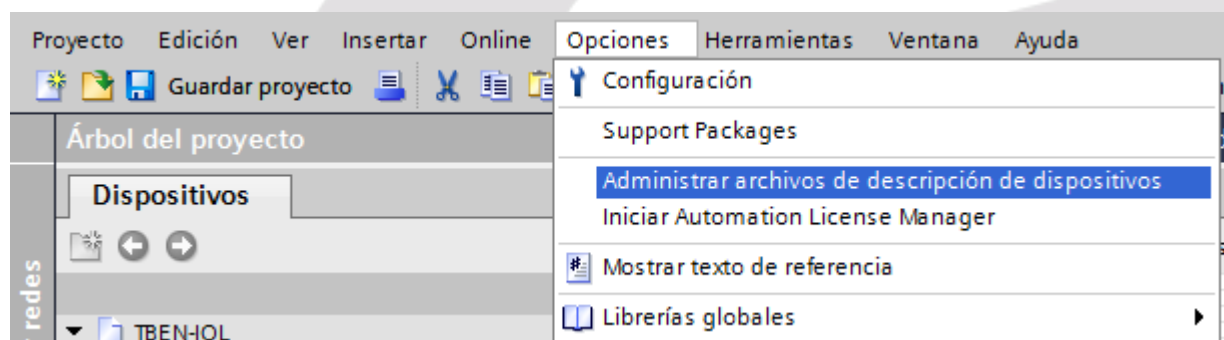 Proyecto Edición Ver Insertar Online Opciones Herramientas Ventana Ayuda
Guardar proyecto
Configuración
Árbol del proyecto
Support Packages
Dispositivos
Administrar archivos de descripción de dispositivos
Iniciar Automation License Manager
Mostrar texto de referencia
redes
TBEN-IOL
Librerías globales